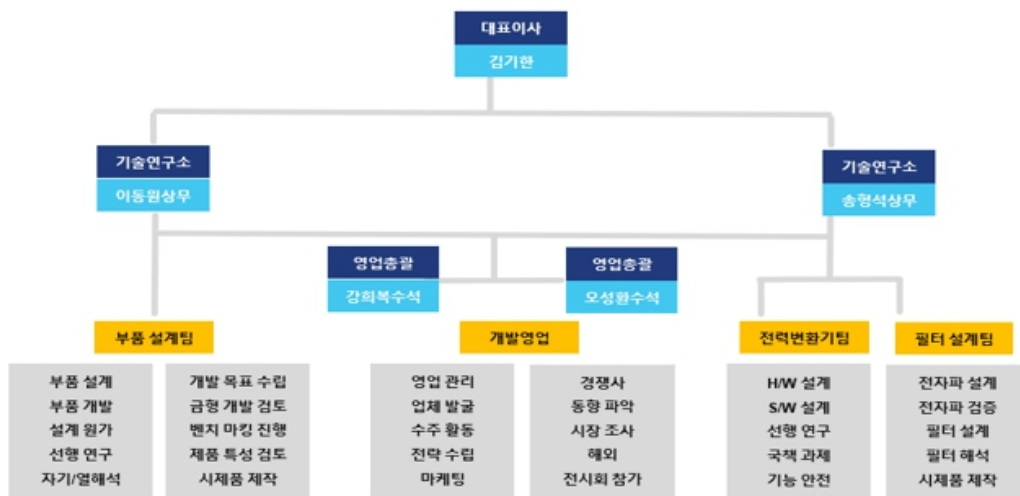 대표이사
김기한
기술연구소
이동원상무
기술연구소
송형석상무
영업총괄
강희복수석
영업총괄
오성환수석
부품 설계팀
개발영업
전력변환기팀
필터 설계팀
부품 설계
부품 개발
설계 원가
선행 연구
자기/열해석
개발 목표 수립
금형 개발 검토
벤치 마킹 진행
제품 특성 검토
시제품 제작
영업 관리
업체 발굴
수주 활동
전략 수립
마케팅
경쟁사
동향 파악
시장 조사
해외
전시회 참가
H/W 설계
S/W 설계
선행 연구
국책 과제
기능 안전
전자파 설계
전자파 검증
필터 설계
필터 해석
시제품 제작